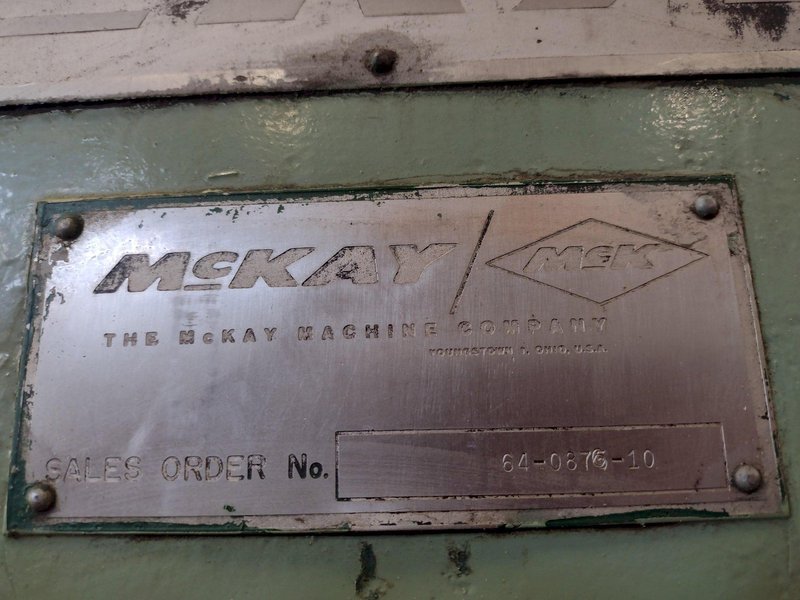 McKAY / McK
THE McKAY MACHINE COMPANY
YOUNGSTOWN 1, OHIO, U.S.A.
SALES ORDER No. 64-0876-10